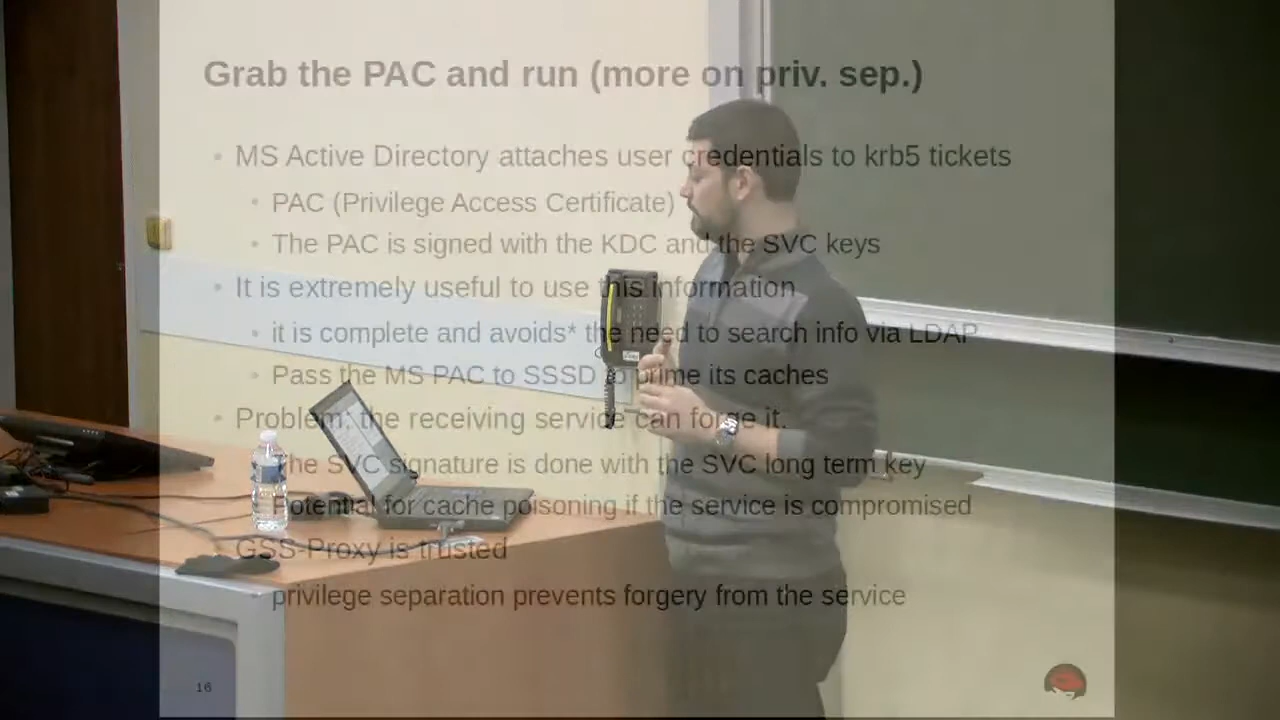 Grab the PAC and run (more on priv. sep.)
MS Active Directory attaches user credentials to krb5 tickets
PAC (Privilege Access Certificate)
The PAC is signed with the KDC and the SVC keys
It is extremely useful to use this information
it is complete and avoids* the need to search info via LDAP
Pass the MS PAC to SSSD to prime its caches
Problem: the receiving service can forge it.
The SVC signature is done with the SVC long term key
Potential for cache poisoning if the service is compromised
GSS-Proxy is trusted
privilege separation prevents forgery from the service
16